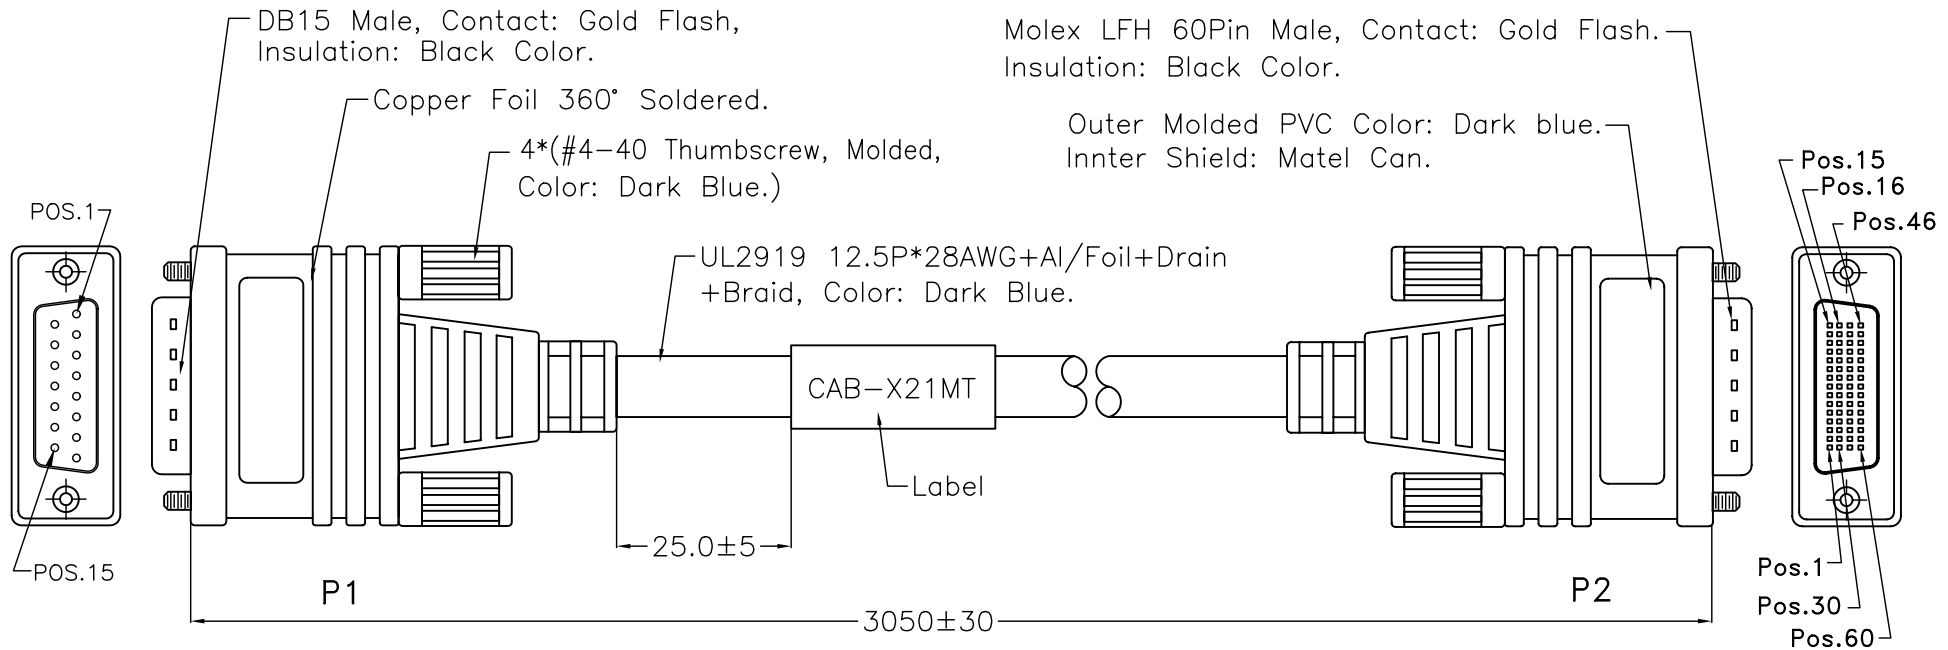 DB15 Male, Contact: Gold Flash,
Insulation: Black Color.
Copper Foil 360° Soldered.
4*(#4-40 Thumbscrew, Molded,
Color: Dark Blue.)
Molex LFH 60Pin Male, Contact: Gold Flash.
Insulation: Black Color.
Outer Molded PVC Color: Dark blue.
Innter Shield: Matel Can.
Pos.15
Pos.16
Pos.46
POS.1
UL2919 12.5P*28AWG+Al/Foil+Drain
+Braid, Color: Dark Blue.
CAB-X21MT
Label
25.0±5
POS.15
P1
P2
3050±30
Pos.1
Pos.30
Pos.60